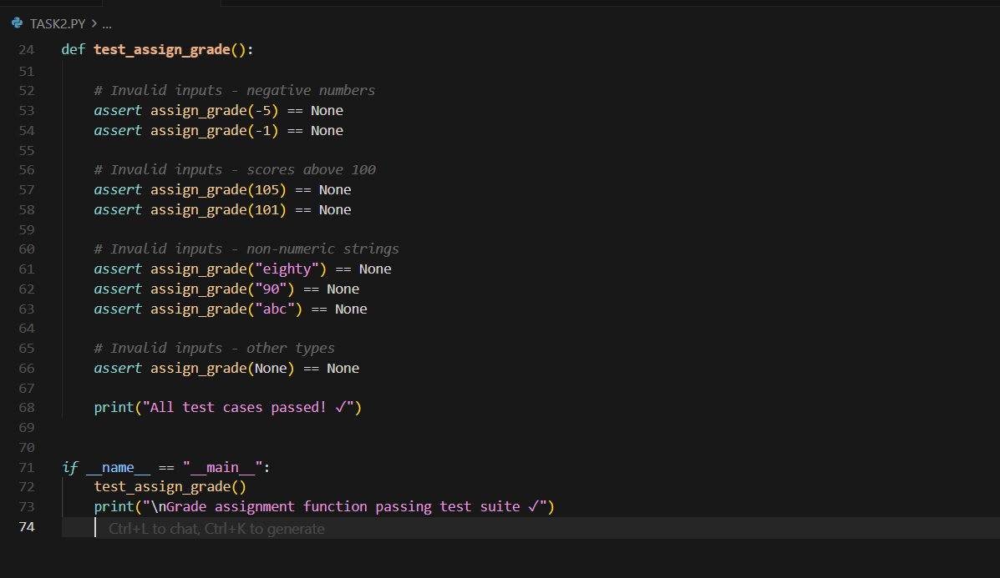 TASK2.PY > ...
24 def test_assign_grade():
51
52 # Invalid inputs - negative numbers
53 assert assign_grade(-5) == None
54 assert assign_grade(-1) == None
55
56 # Invalid inputs - scores above 100
57 assert assign_grade(105) == None
58 assert assign_grade(101) == None
59
60 # Invalid inputs - non-numeric strings
61 assert assign_grade("eighty") == None
62 assert assign_grade("90") == None
63 assert assign_grade("abc") == None
64
65 # Invalid inputs - other types
66 assert assign_grade(None) == None
67
68 print("All test cases passed! ✓")
69
70
71 if __name__ == "__main__":
72 test_assign_grade()
73 print("\nGrade assignment function passing test suite ✓")
74 Ctrl+L to chat, Ctrl+K to generate